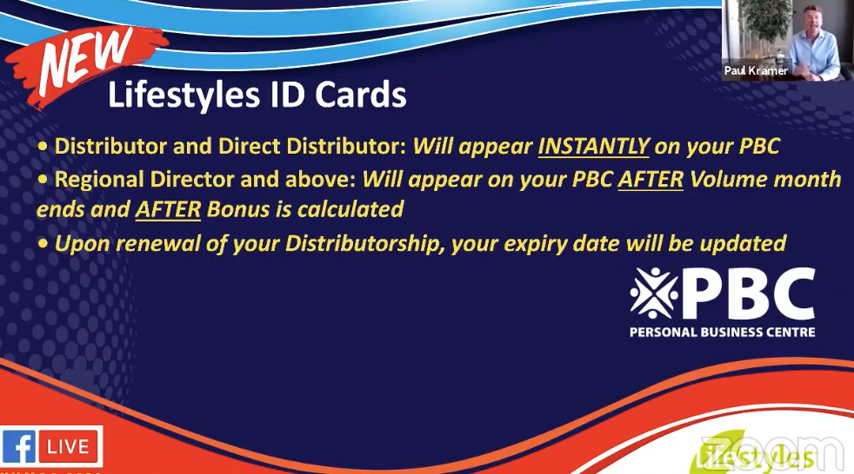 NEW
Paul Kramer
Lifestyles ID Cards
• Distributor and Direct Distributor: Will appear INSTANTLY on your PBC
• Regional Director and above: Will appear on your PBC AFTER Volume month
ends and AFTER Bonus is calculated
• Upon renewal of your Distributorship, your expiry date will be updated
PBC
PERSONAL BUSINESS CENTRE
f LIVE
Lifestyles
zoom